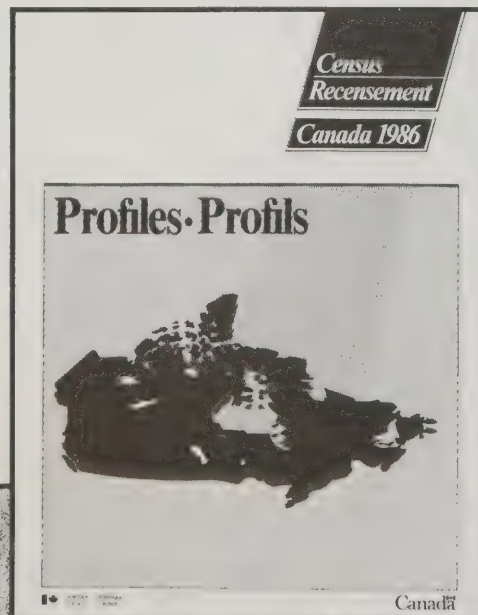 Census
Recensement
Canada 1986
Profiles • Profils
Canada